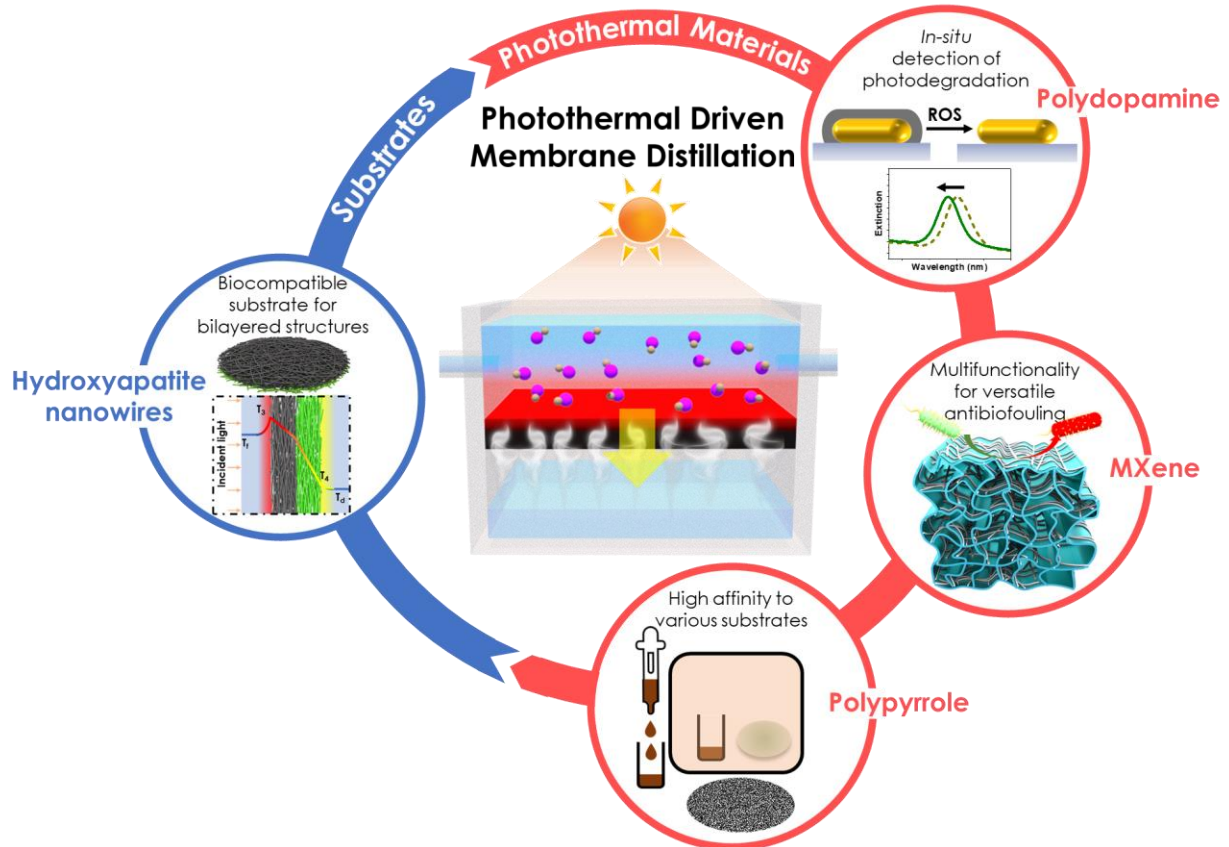 Photothermal Materials
Substrates
Photothermal Driven
Membrane Distillation
In-situ
detection of
photodegradation
ROS
Extinction
Wavelength (nm)
Polydopamine
Multifunctionality
for versatile
antibiofouling
MXene
High affinity to
various substrates
Polypyrrole
Biocompatible
substrate for
bilayered structures
Incident light
T3
Tf
T4
Td
Hydroxyapatite
nanowires